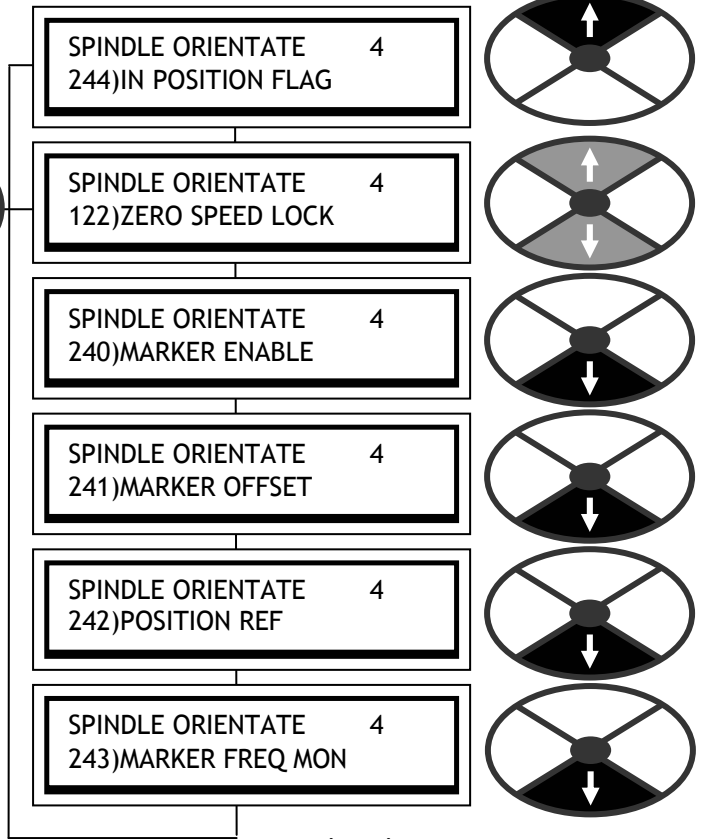 SPINDLE ORIENTATE 4
244)IN POSITION FLAG
SPINDLE ORIENTATE 4
122)ZERO SPEED LOCK
SPINDLE ORIENTATE 4
240)MARKER ENABLE
SPINDLE ORIENTATE 4
241)MARKER OFFSET
SPINDLE ORIENTATE 4
242)POSITION REF
SPINDLE ORIENTATE 4
243)MARKER FREQ MON